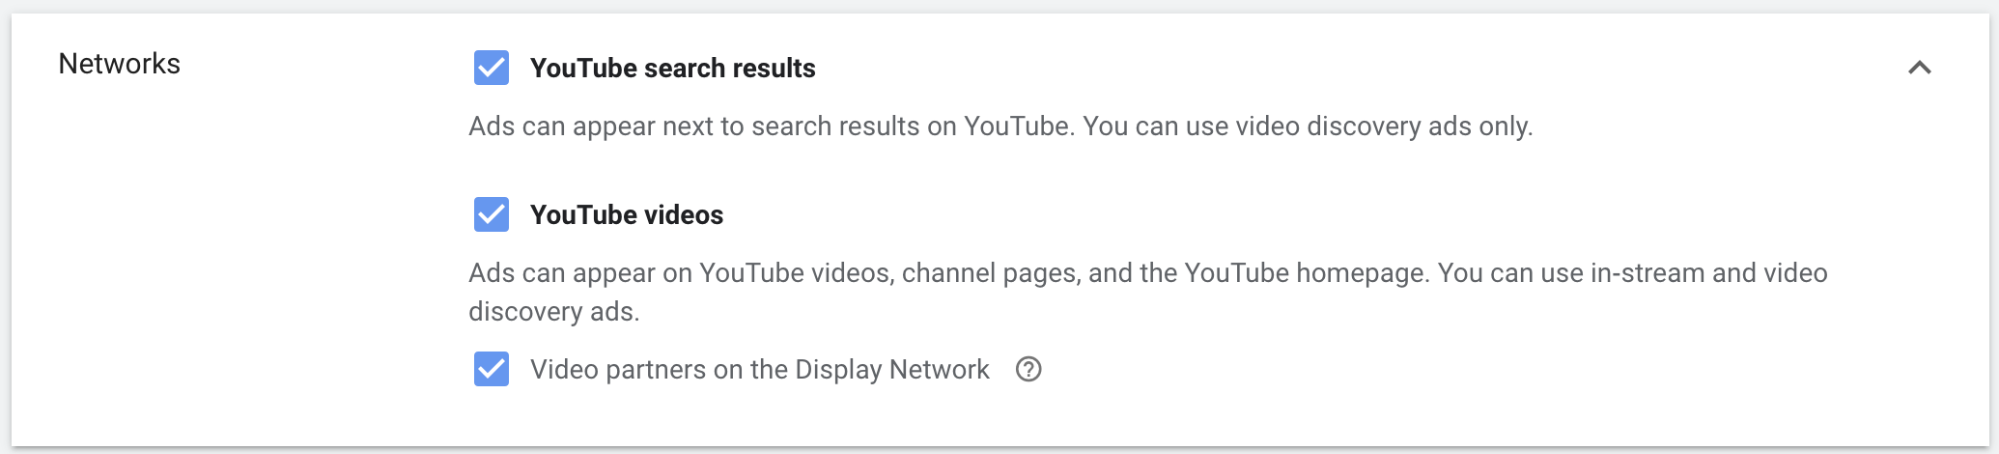 Networks
YouTube search results
Ads can appear next to search results on YouTube. You can use video discovery ads only.
YouTube videos
Ads can appear on YouTube videos, channel pages, and the YouTube homepage. You can use in-stream and video
discovery ads.
Video partners on the Display Network